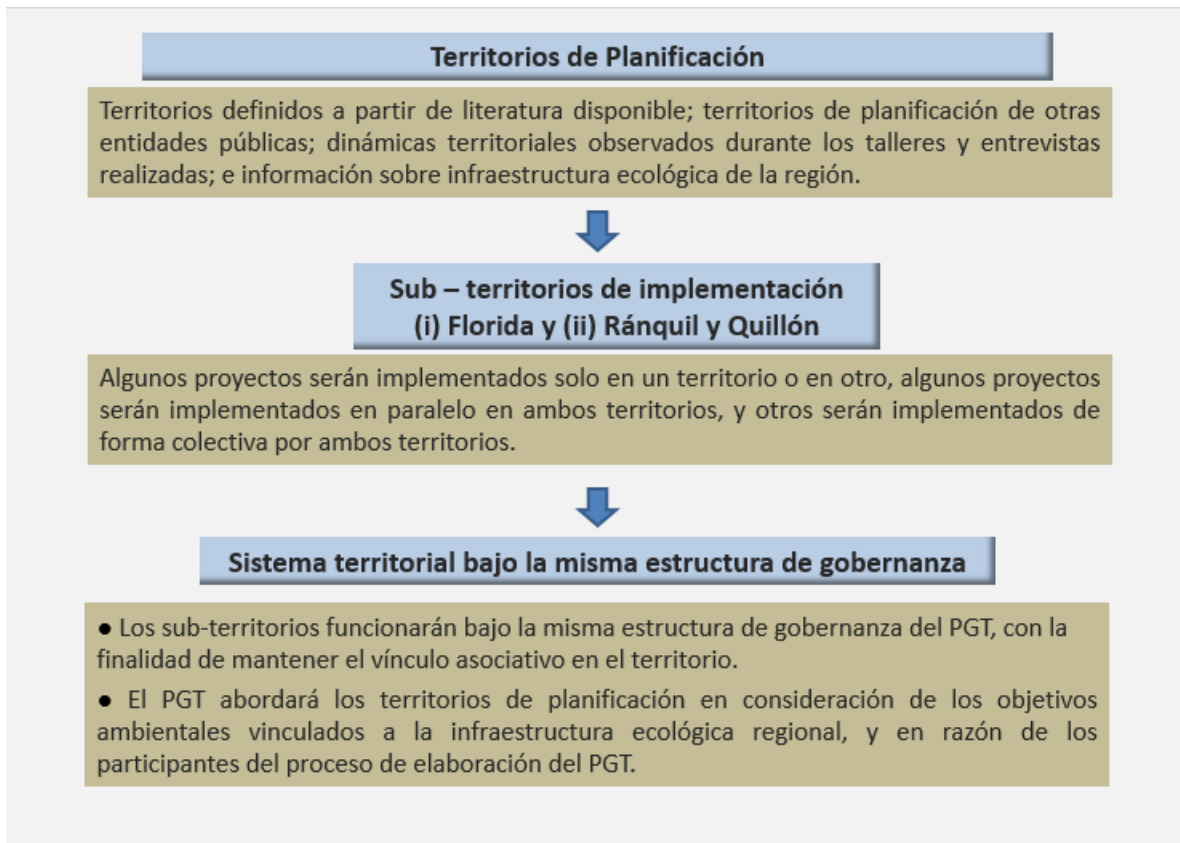 Territorios de Planificación
Territorios definidos a partir de literatura disponible; territorios de planificación de otras
entidades públicas; dinámicas territoriales observados durante los talleres y entrevistas
realizadas; e información sobre infraestructura ecológica de la región.
Sub – territorios de implementación
(i) Florida y (ii) Ránquil y Quillón
Algunos proyectos serán implementados solo en un territorio o en otro, algunos proyectos
serán implementados en paralelo en ambos territorios, y otros serán implementados de
forma colectiva por ambos territorios.
Sistema territorial bajo la misma estructura de gobernanza
● Los sub-territorios funcionarán bajo la misma estructura de gobernanza del PGT, con la
finalidad de mantener el vínculo asociativo en el territorio.
● El PGT abordará los territorios de planificación en consideración de los objetivos
ambientales vinculados a la infraestructura ecológica regional, y en razón de los
participantes del proceso de elaboración del PGT.